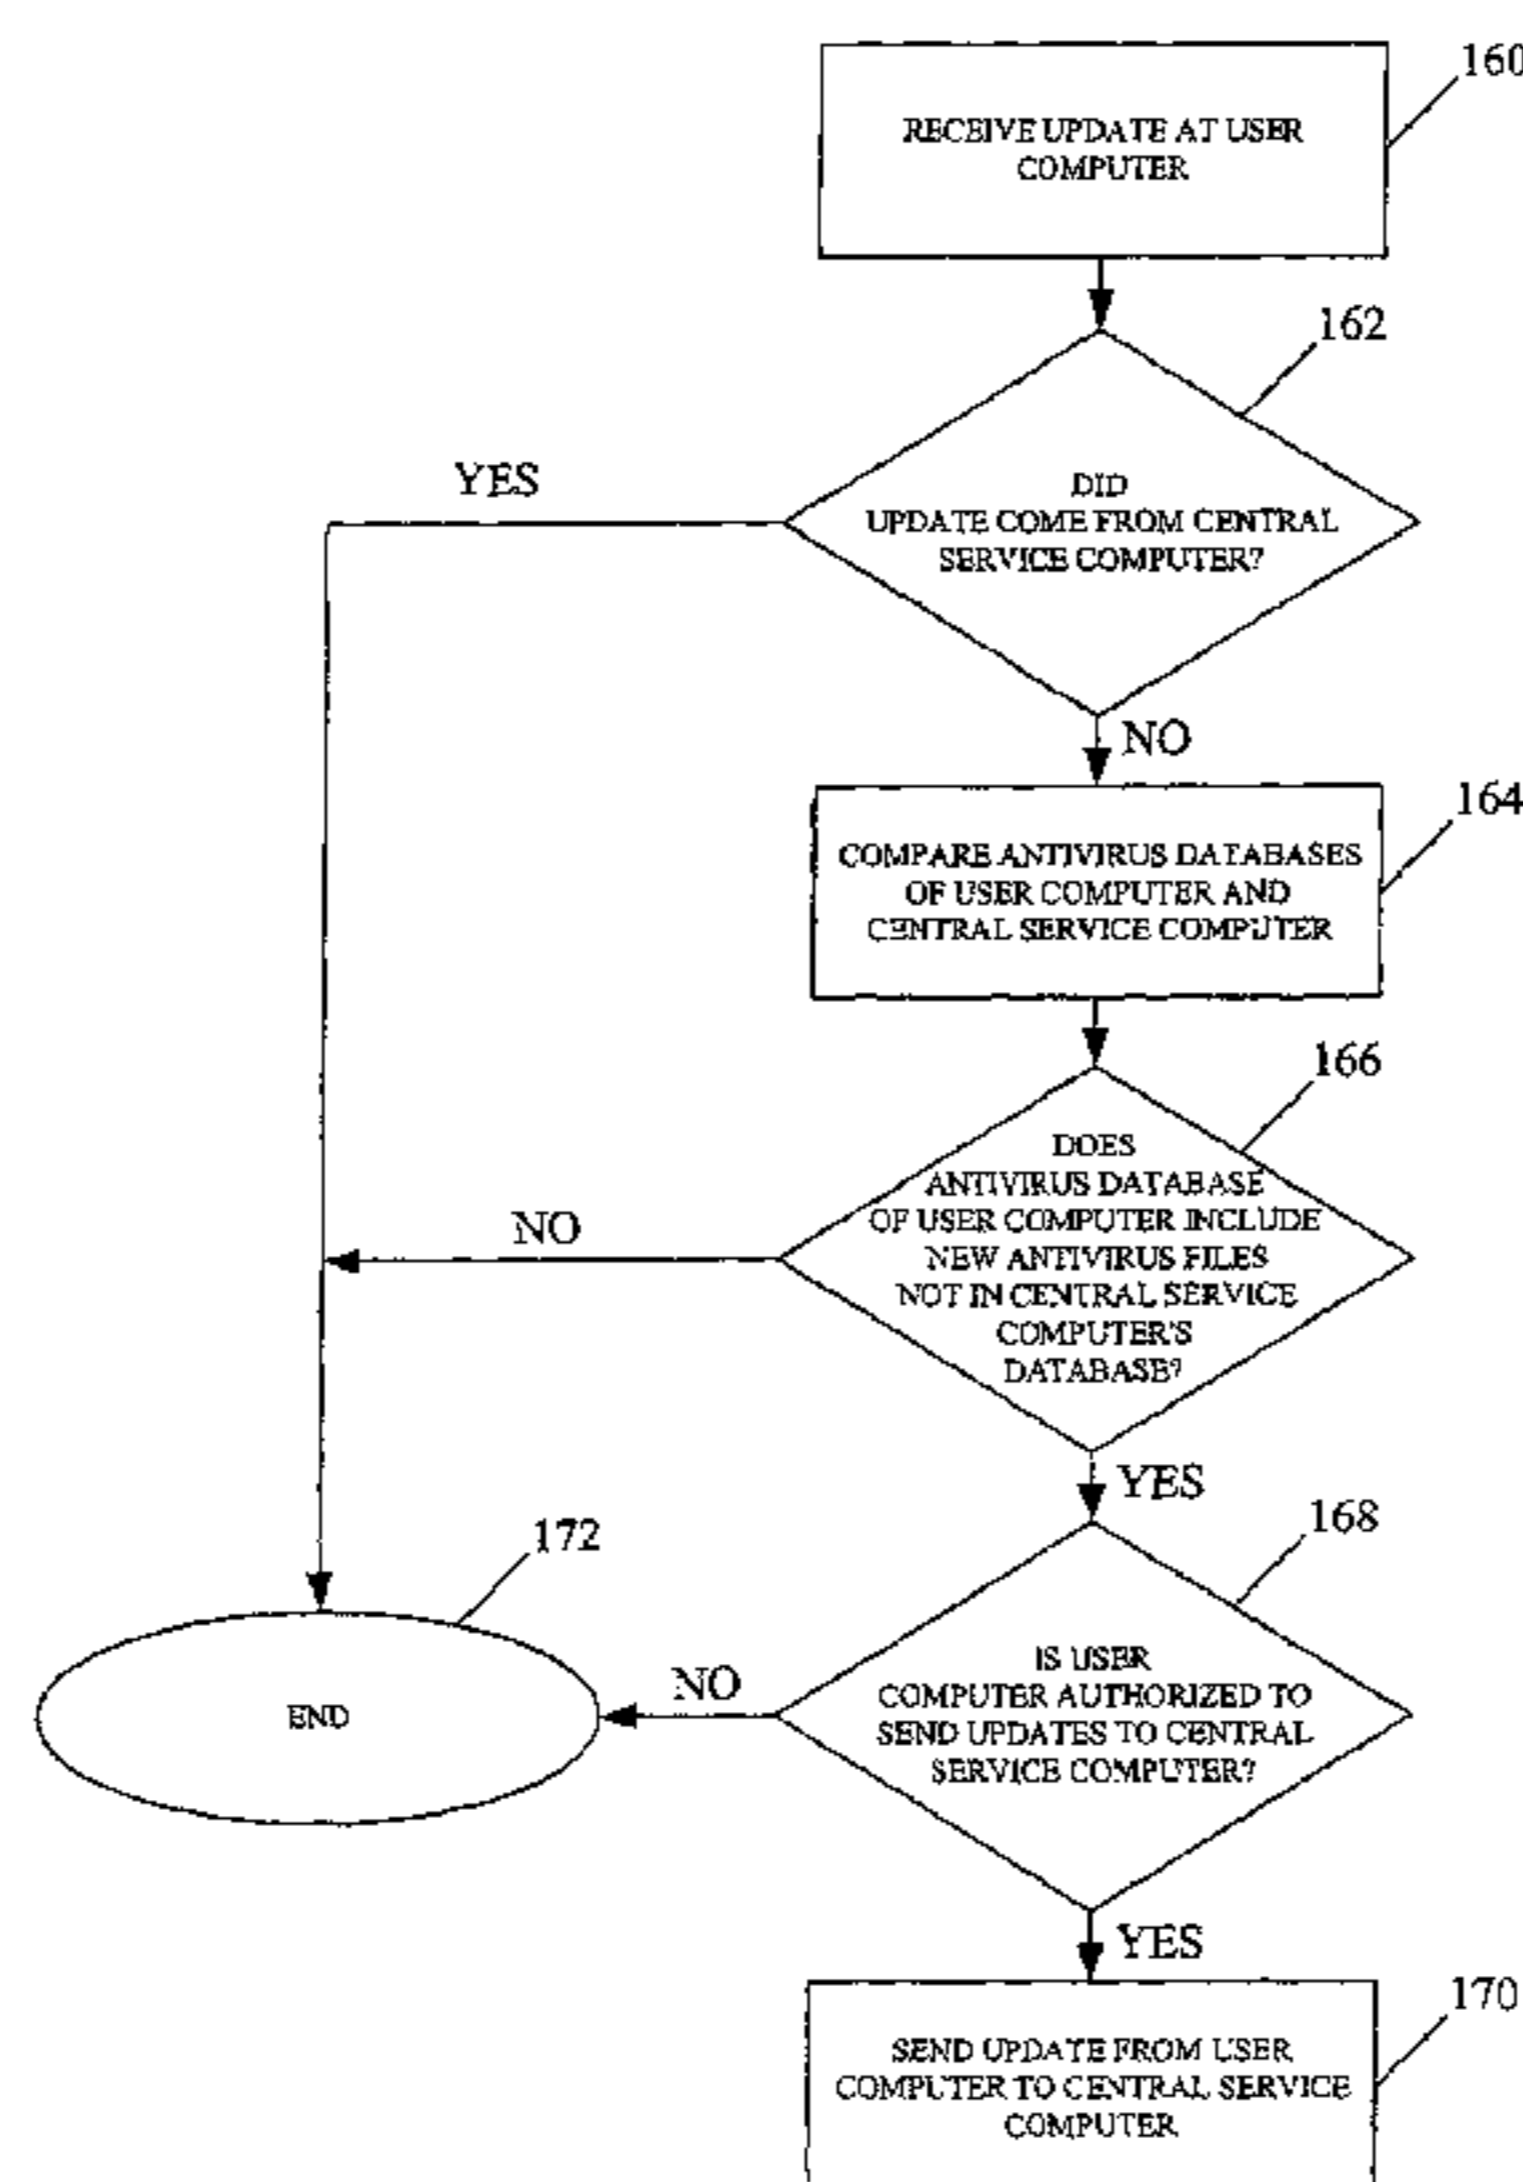 160
RECEIVE UPDATE AT USER
COMPUTER
162
YES
DID
UPDATE COME FROM CENTRAL
SERVICE COMPUTER?
NO
164
COMPARE ANTIVIRUS DATABASES
OF USER COMPUTER AND
CENTRAL SERVICE COMPUTER
166
DOES
ANTIVIRUS DATABASE
OF USER COMPUTER INCLUDE
NEW ANTIVIRUS FILES
NOT IN CENTRAL SERVICE
COMPUTER'S
DATABASE?
NO
YES
168
172
IS USER
COMPUTER AUTHORIZED TO
SEND UPDATES TO CENTRAL
SERVICE COMPUTER?
NO
END
YES
170
SEND UPDATE FROM USER
COMPUTER TO CENTRAL SERVICE
COMPUTER